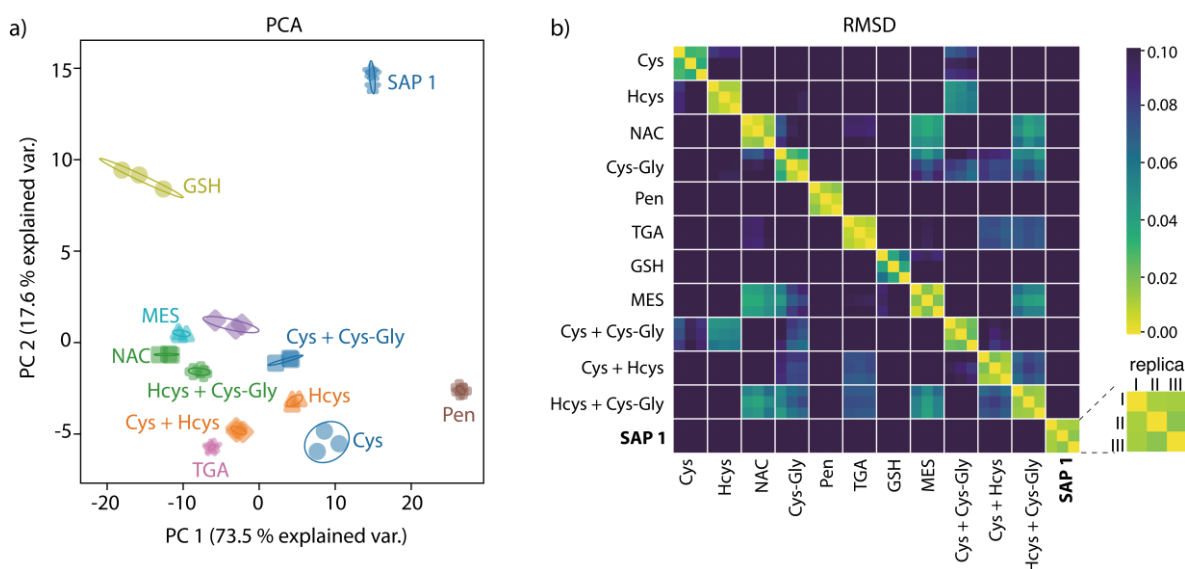 a)
PCA
PC 2 (17.6 % explained var.)
15
10
5
0
-5
SAP 1
GSH
MES
Cys + Cys-Gly
NAC
Hcys + Cys-Gly
Hcys
Pen
Cys + Hcys
Cys
TGA
-20
-10
0
10
20
PC 1 (73.5 % explained var.)
b)
RMSD
Cys
Hcys
NAC
Cys-Gly
Pen
TGA
GSH
MES
Cys + Cys-Gly
Cys + Hcys
Hcys + Cys-Gly
SAP 1
Cys
Hcys
NAC
Cys-Gly
Pen
TGA
GSH
MES
Cys + Cys-Gly
Cys + Hcys
Hcys + Cys-Gly
SAP 1
0.10
0.08
0.06
0.04
0.02
0.00
replica
I II III
I
II
III